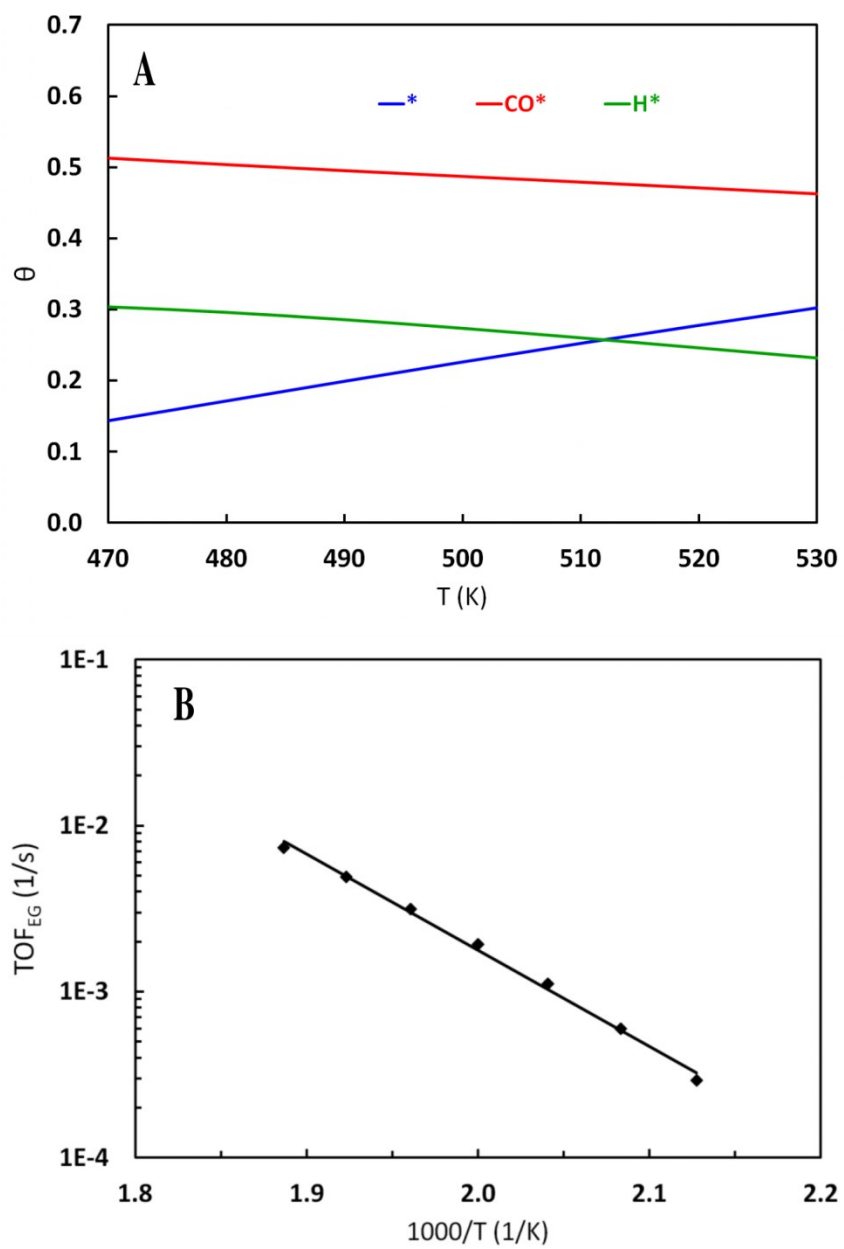 A
* CO* H*
0.7
0.6
0.5
0.4
0.3
0.2
0.1
0.0
θ
470 480 490 500 510 520 530
T (K)
B
1E-1
1E-2
1E-3
1E-4
TOF_EG (1/s)
1.8 1.9 2.0 2.1 2.2
1000/T (1/K)